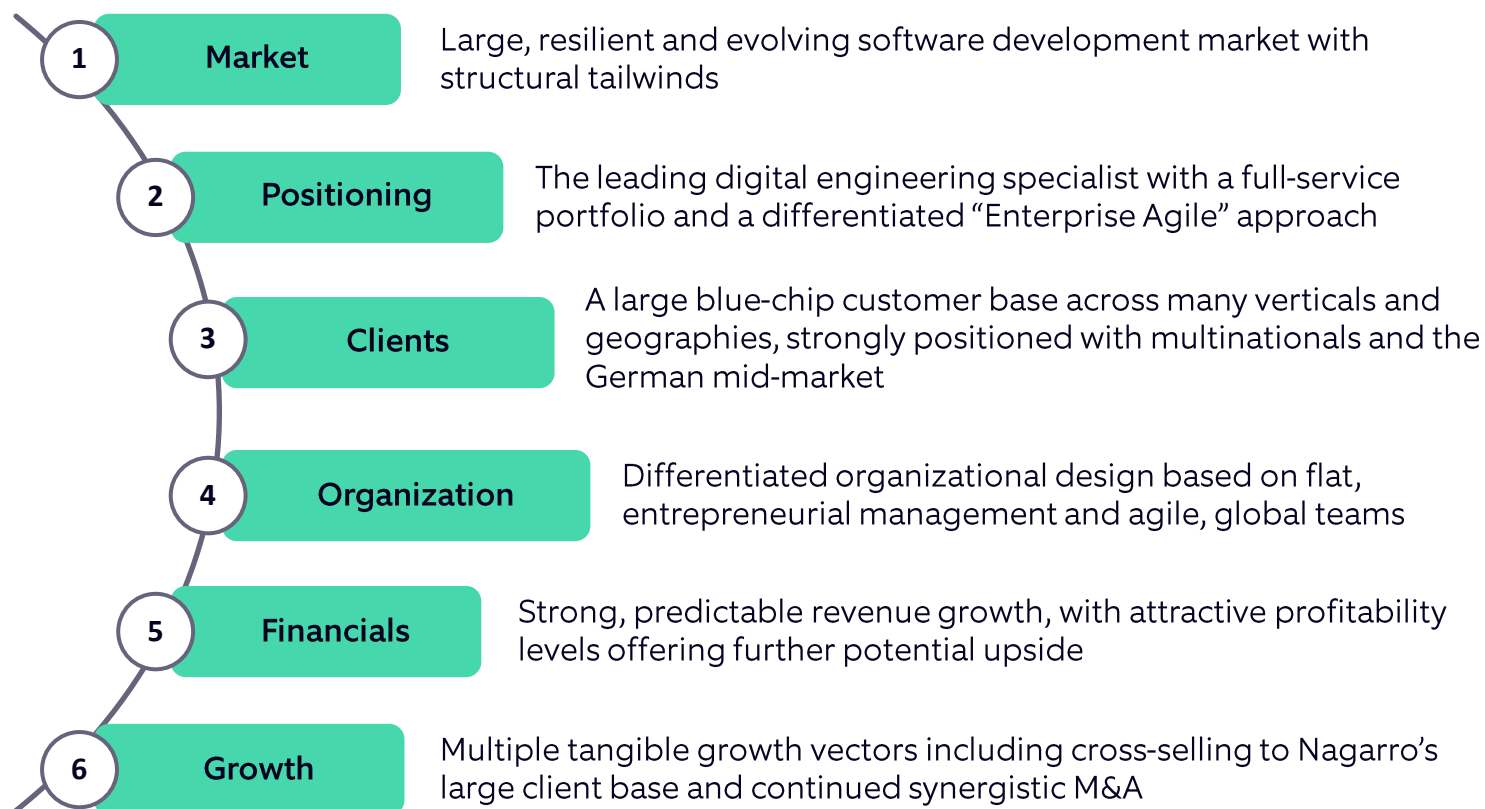 1
Market
Large, resilient and evolving software development market with
structural tailwinds
2
Positioning
The leading digital engineering specialist with a full-service
portfolio and a differentiated “Enterprise Agile” approach
3
Clients
A large blue-chip customer base across many verticals and
geographies, strongly positioned with multinationals and the
German mid-market
4
Organization
Differentiated organizational design based on flat,
entrepreneurial management and agile, global teams
5
Financials
Strong, predictable revenue growth, with attractive profitability
levels offering further potential upside
6
Growth
Multiple tangible growth vectors including cross-selling to Nagarro’s
large client base and continued synergistic M&A